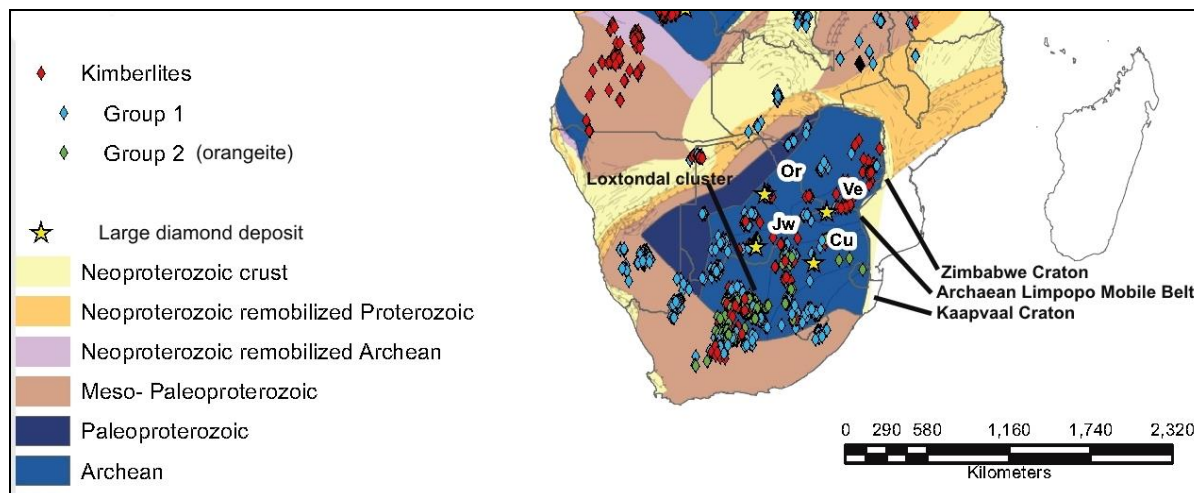 Kimberlites
Group 1
Group 2 (orangeite)
Large diamond deposit
Neoproterozoic crust
Neoproterozoic remobilized Proterozoic
Neoproterozoic remobilized Archean
Meso- Paleoproterozoic
Paleoproterozoic
Archean
Or
Loxtondal cluster
Ve
Jw
Cu
Zimbabwe Craton
Archaean Limpopo Mobile Belt
Kaapvaal Craton
0 290 580 1,160 1,740 2,320
Kilometers